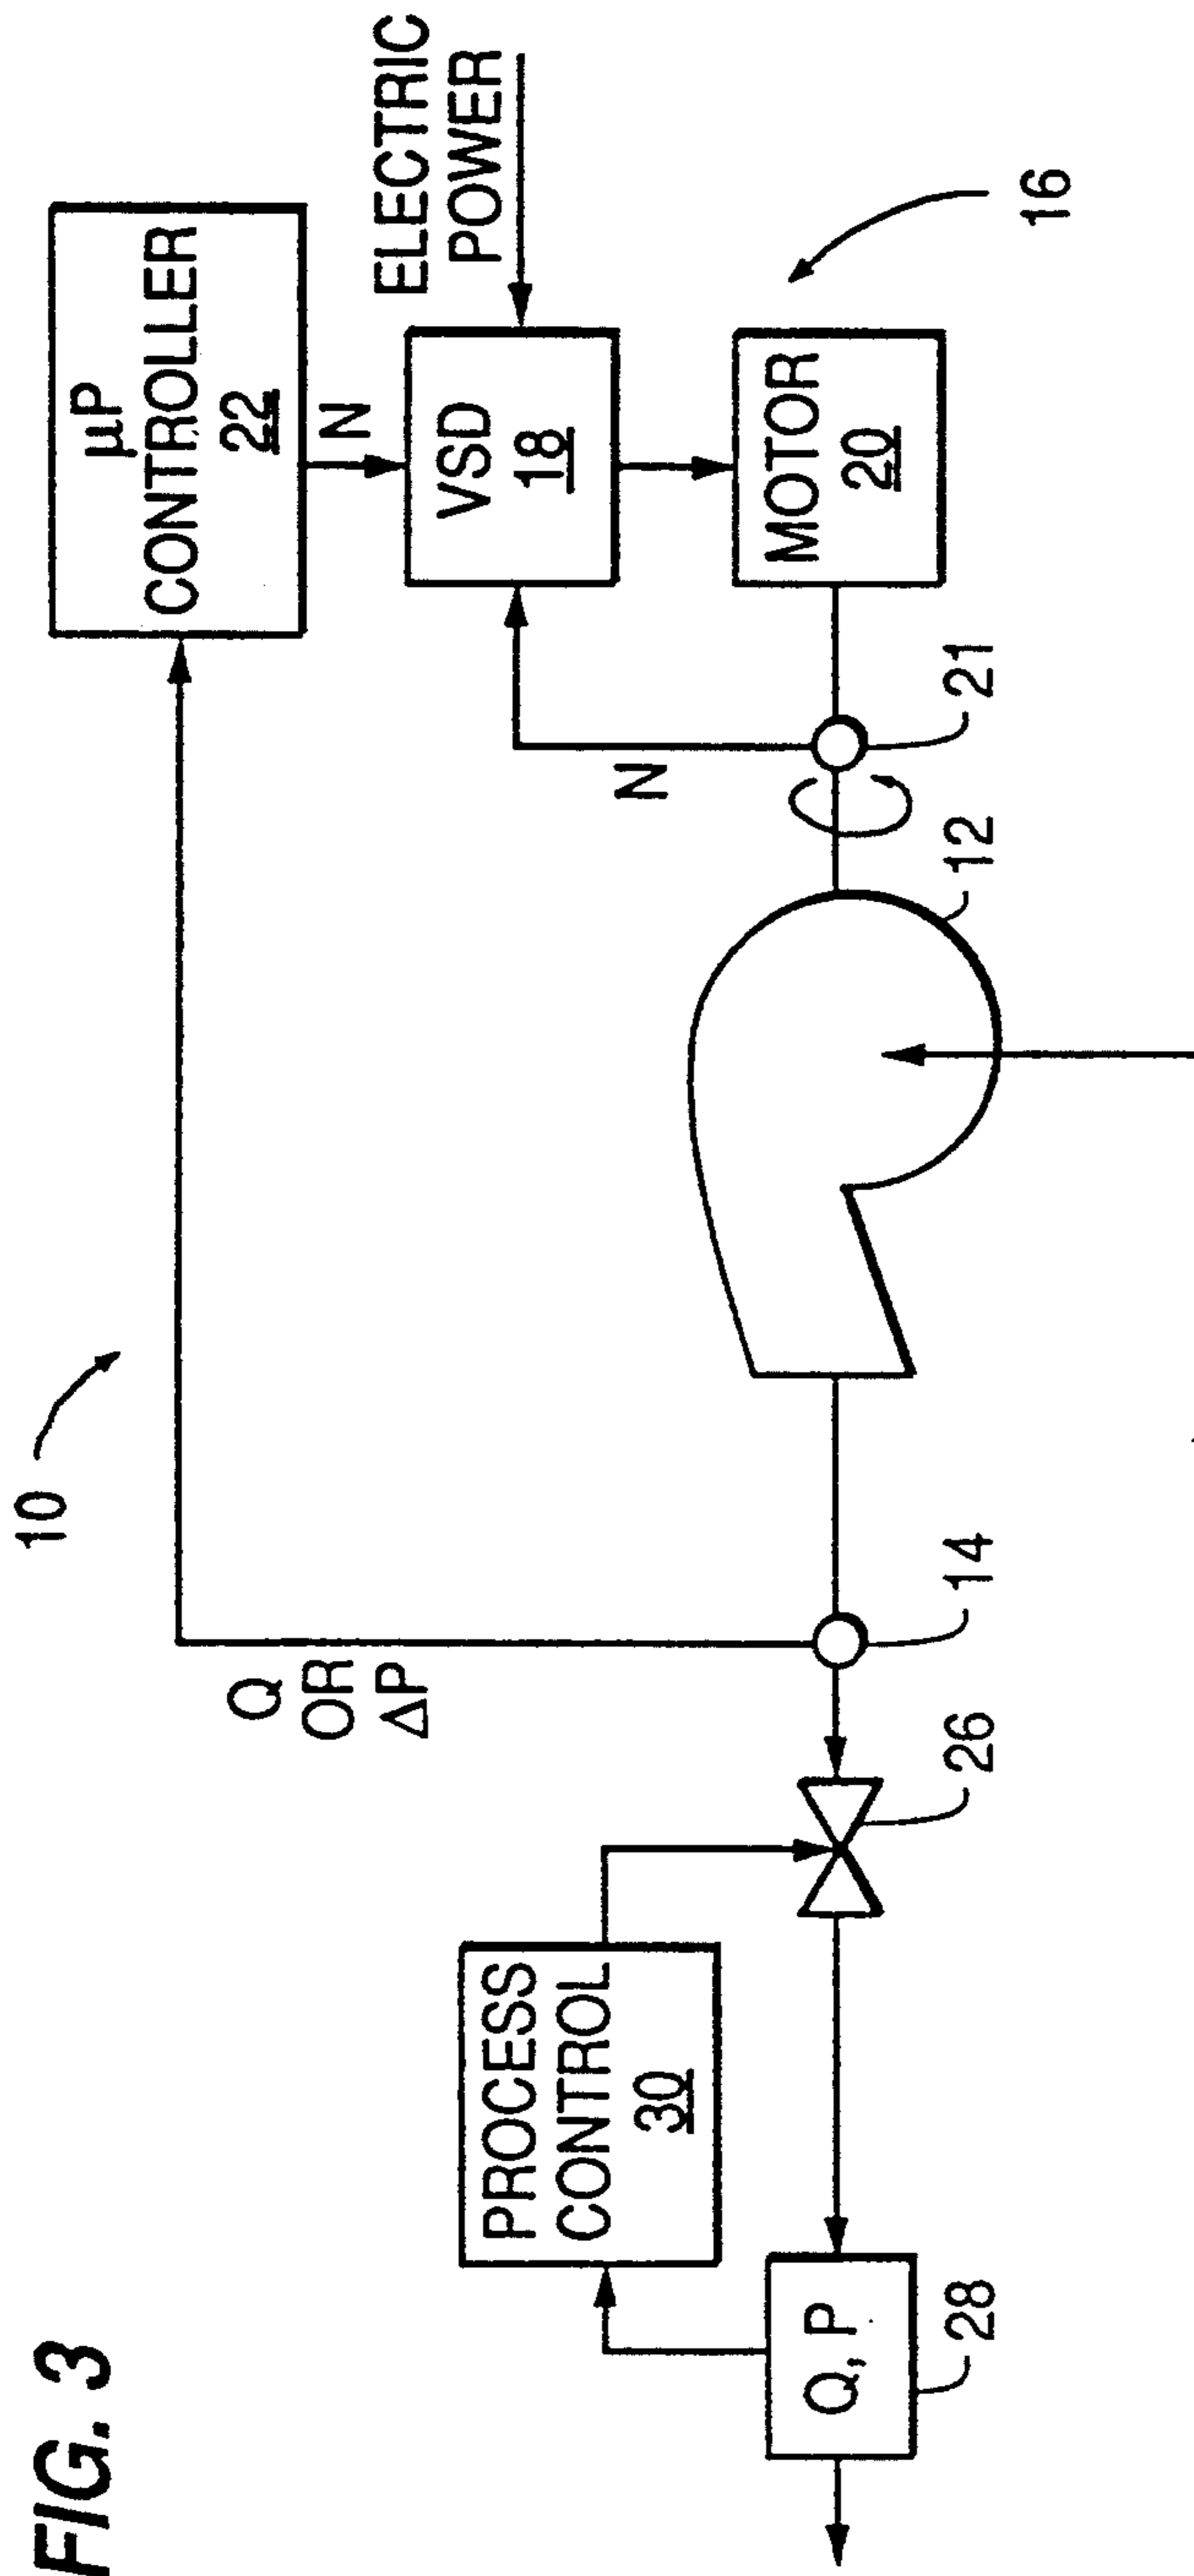 FIG. 3
10
µP
CONTROLLER
22
N
ELECTRIC
POWER
VSD
18
MOTOR
20
16
N
21
12
Q
OR
ΔP
14
26
PROCESS
CONTROL
30
Q, P
28